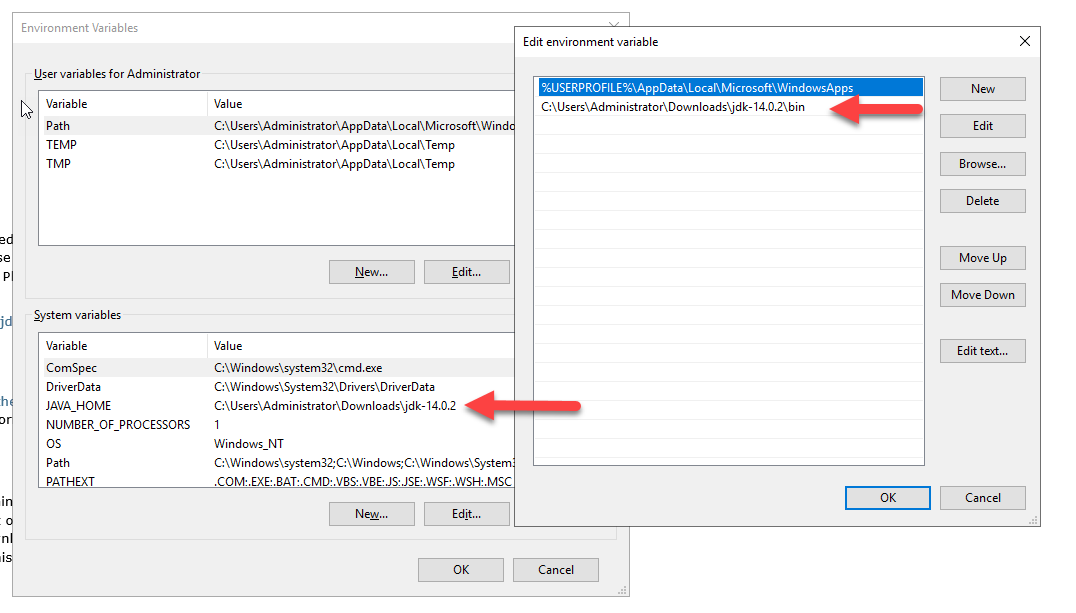 Environment Variables
User variables for Administrator
Variable Value
Path C:\Users\Administrator\AppData\Local\Microsoft\Windo
TEMP C:\Users\Administrator\AppData\Local\Temp
TMP C:\Users\Administrator\AppData\Local\Temp
New... Edit...
System variables
Variable Value
ComSpec C:\Windows\system32\cmd.exe
DriverData C:\Windows\System32\Drivers\DriverData
JAVA_HOME C:\Users\Administrator\Downloads\jdk-14.0.2
NUMBER_OF_PROCESSORS 1
OS Windows_NT
Path C:\Windows\system32;C:\Windows;C:\Windows\System3
PATHEXT .COM;.EXE;.BAT;.CMD;.VBS;.VBE;.JS;.JSE;.WSF;.WSH;.MSC
New... Edit...
OK Cancel
Edit environment variable
%USERPROFILE%\AppData\Local\Microsoft\WindowsApps
C:\Users\Administrator\Downloads\jdk-14.0.2\bin
New
Edit
Browse...
Delete
Move Up
Move Down
Edit text...
OK Cancel